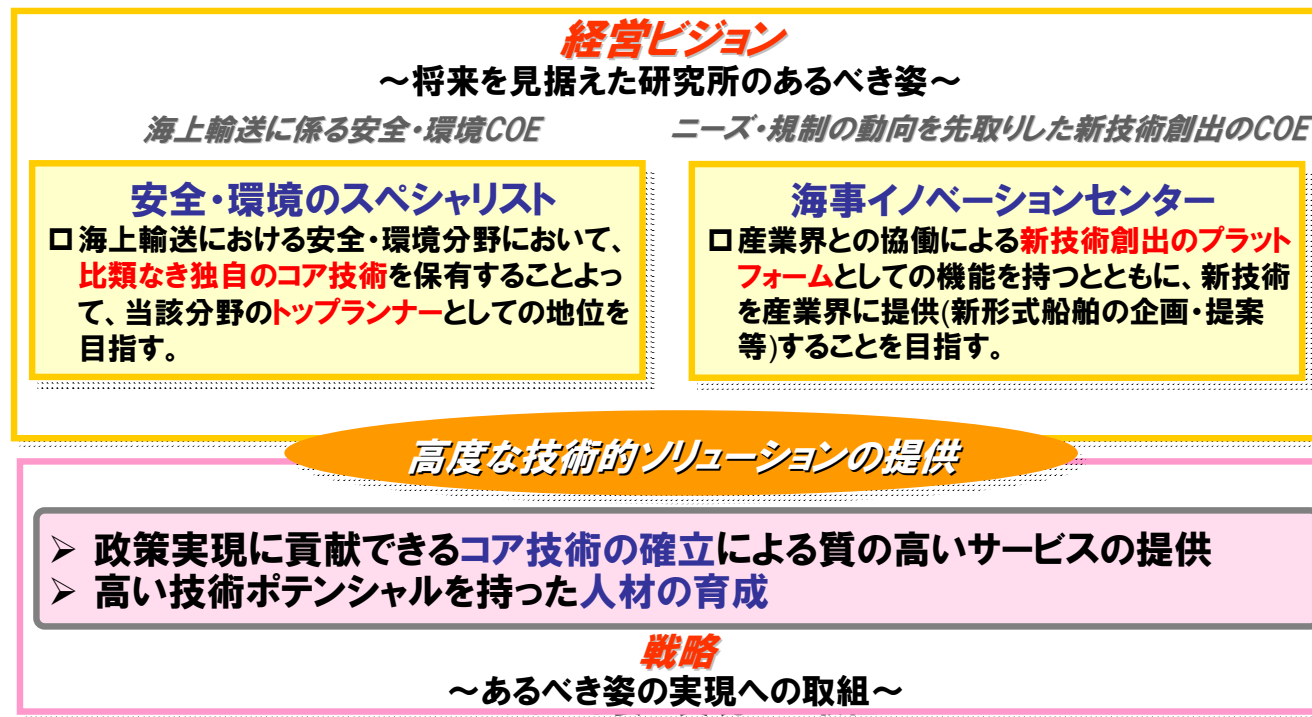 経営ビジョン
~将来を見据えた研究所のあるべき姿~
海上輸送に係る安全・環境COE
ニーズ・規制の動向を先取りした新技術創出のCOE
安全・環境のスペシャリスト
□海上輸送における安全・環境分野において、
比類なき独自のコア技術を保有することよっ
て、当該分野のトップランナーとしての地位を
目指す。
海事イノベーションセンター
□産業界との協働による新技術創出のプラット
フォームとしての機能を持つとともに、新技術
を産業界に提供(新形式船舶の企画・提案
等)することを目指す。
高度な技術的ソリューションの提供
➢ 政策実現に貢献できるコア技術の確立による質の高いサービスの提供
➢ 高い技術ポテンシャルを持った人材の育成
戦略
~あるべき姿の実現への取組~